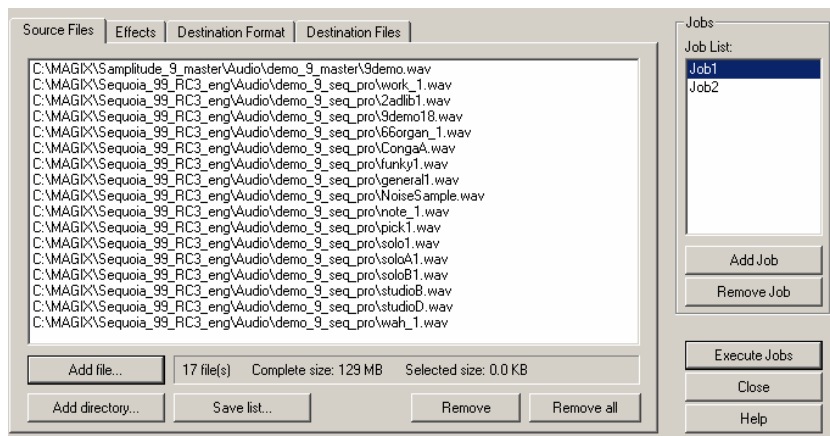 Source Files
Effects
Destination Format
Destination Files
C:\MAGIX\Samplitude_9_master\Audio\demo_9_master\9demo.wav
C:\MAGIX\Sequoia_99_RC3_eng\Audio\demo_9_seq_pro\work_1.wav
C:\MAGIX\Sequoia_99_RC3_eng\Audio\demo_9_seq_pro\2adlib1.wav
C:\MAGIX\Sequoia_99_RC3_eng\Audio\demo_9_seq_pro\9demo18.wav
C:\MAGIX\Sequoia_99_RC3_eng\Audio\demo_9_seq_pro\66organ_1.wav
C:\MAGIX\Sequoia_99_RC3_eng\Audio\demo_9_seq_pro\CongaA.wav
C:\MAGIX\Sequoia_99_RC3_eng\Audio\demo_9_seq_pro\funky1.wav
C:\MAGIX\Sequoia_99_RC3_eng\Audio\demo_9_seq_pro\general1.wav
C:\MAGIX\Sequoia_99_RC3_eng\Audio\demo_9_seq_pro\NoiseSample.wav
C:\MAGIX\Sequoia_99_RC3_eng\Audio\demo_9_seq_pro\note_1.wav
C:\MAGIX\Sequoia_99_RC3_eng\Audio\demo_9_seq_pro\pick1.wav
C:\MAGIX\Sequoia_99_RC3_eng\Audio\demo_9_seq_pro\solo1.wav
C:\MAGIX\Sequoia_99_RC3_eng\Audio\demo_9_seq_pro\soloA1.wav
C:\MAGIX\Sequoia_99_RC3_eng\Audio\demo_9_seq_pro\soloB1.wav
C:\MAGIX\Sequoia_99_RC3_eng\Audio\demo_9_seq_pro\studioB.wav
C:\MAGIX\Sequoia_99_RC3_eng\Audio\demo_9_seq_pro\studioD.wav
C:\MAGIX\Sequoia_99_RC3_eng\Audio\demo_9_seq_pro\wah_1.wav
Add file...
17 file(s) Complete size: 129 MB Selected size: 0.0 KB
Add directory...
Save list...
Remove
Remove all
Jobs
Job List:
Job1
Job2
Add Job
Remove Job
Execute Jobs
Close
Help